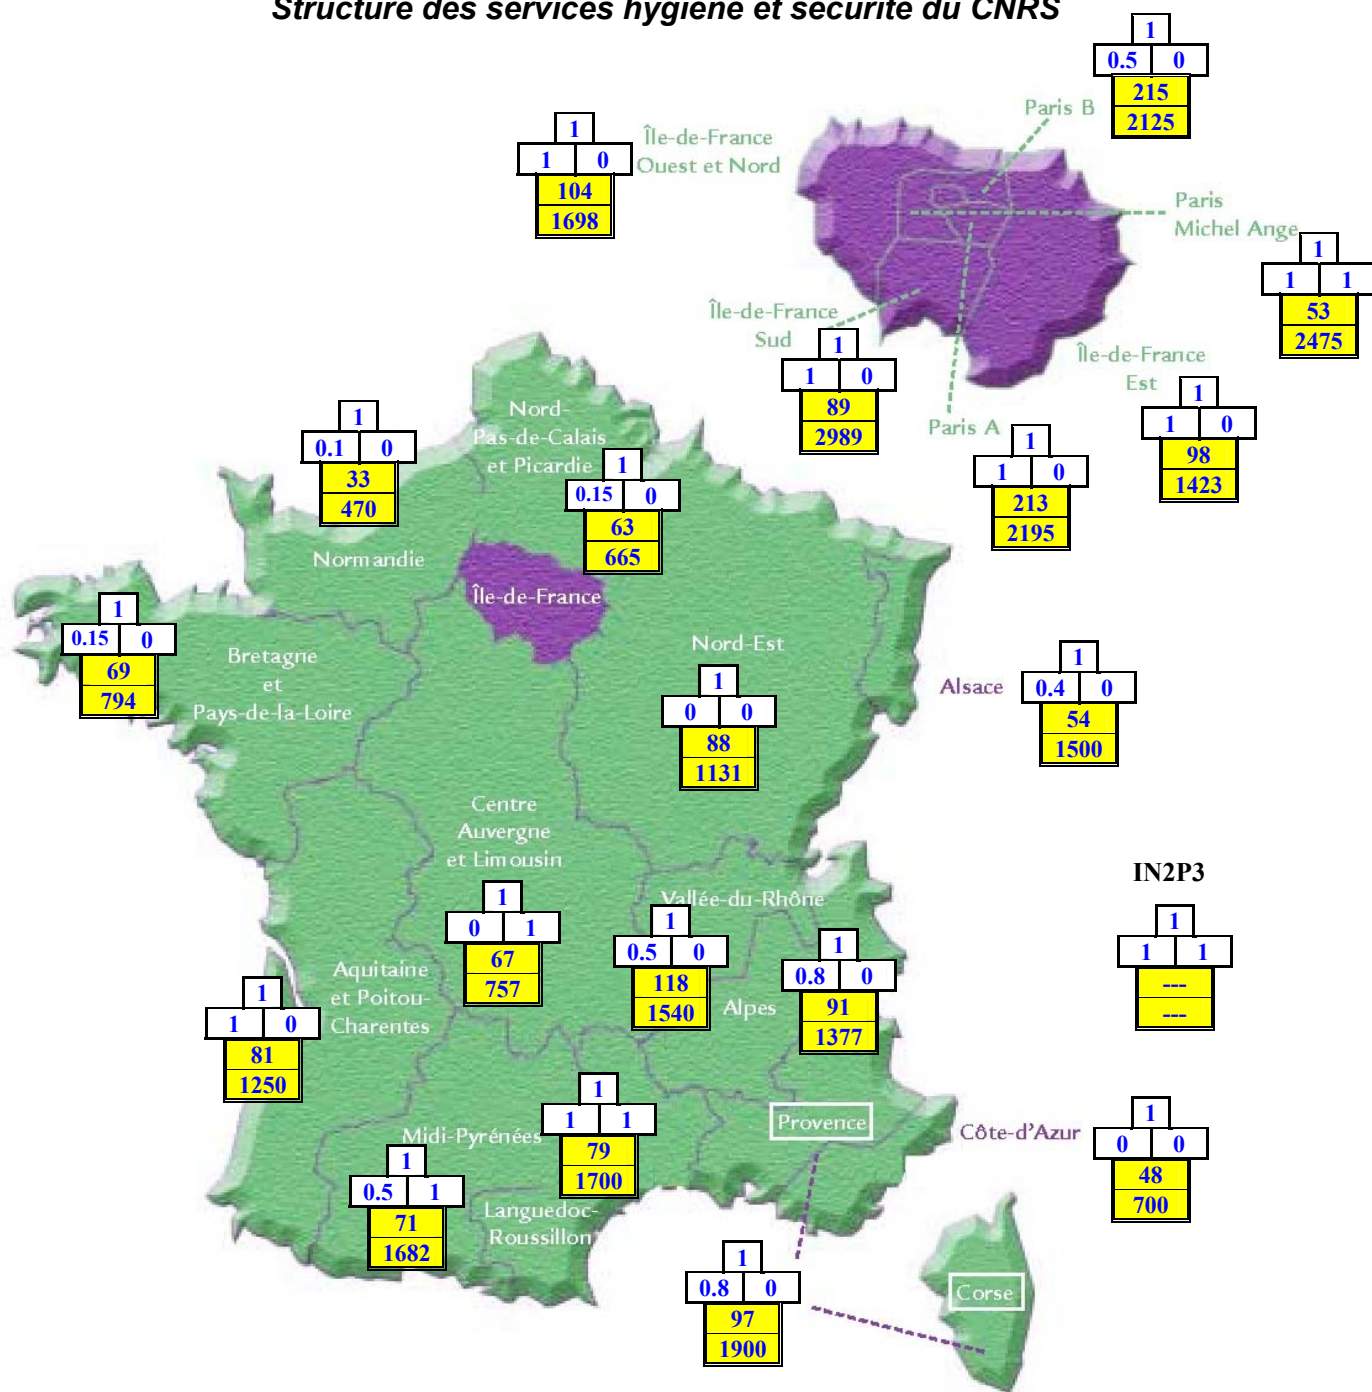 Structure des services hygiène et sécurité du CNRS
1
0.5 0
215
2125
Paris B
1
1 0
104
1698
Île-de-France
Ouest et Nord
Paris
Michel Ange
1
1 1
53
2475
Île-de-France
Sud
1
1 0
89
2989
Île-de-France
Est
1
1 0
98
1423
Paris A
1
1 0
213
2195
1
0.1 0
33
470
Normandie
Nord-
Pas-de-Calais
et Picardie
1
0.15 0
63
665
Île-de-France
1
0.15 0
69
794
Bretagne
et
Pays-de-la-Loire
Nord-Est
1
0 0
88
1131
Alsace
1
0.4 0
54
1500
Centre
Auvergne
et Limousin
1
0 1
67
757
Vallée-du-Rhône
1
0.5 0
118
1540
Alpes
1
0.8 0
91
1377
IN2P3
1
1 1
---
---
Aquitaine
et Poitou-
Charentes
1
1 0
81
1250
Midi-Pyrénées
1
0.5 1
71
1682
1
1 1
79
1700
Languedoc-
Roussillon
Provence
Côte-d'Azur
1
0 0
48
700
1
0.8 0
97
1900
Corse